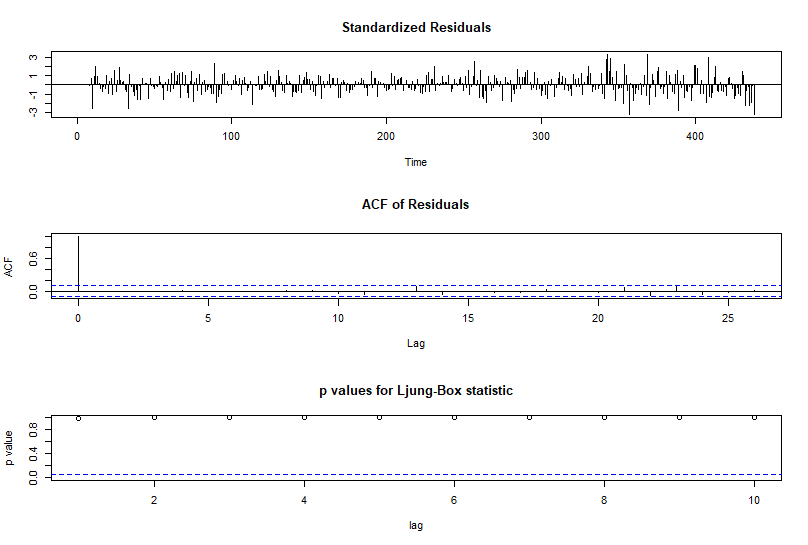 Standardized Residuals
3
1
-1
-3
0 100 200 300 400
Time
ACF of Residuals
ACF
0.6
0.0
0 5 10 15 20 25
Lag
p values for Ljung-Box statistic
p value
0.8
0.4
0.0
2 4 6 8 10
lag